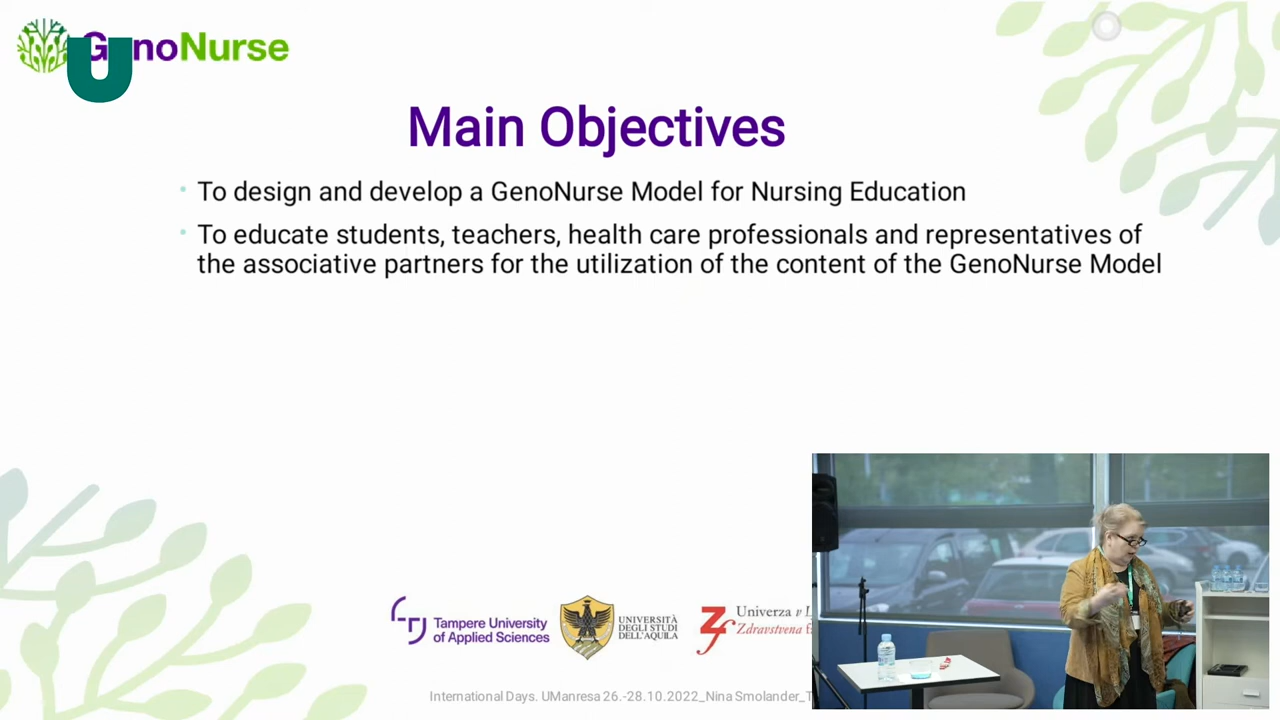 GenoNurse
U
Main Objectives
To design and develop a GenoNurse Model for Nursing Education
To educate students, teachers, health care professionals and representatives of
the associative partners for the utilization of the content of the GenoNurse Model
Tampere University
of Applied Sciences
UNIVERSITÀ
DEGLI STUDI
DELL'AQUILA
Univerza v L
Zdravstvena f
International Days. UManresa 26.-28.10.2022_Nina Smolander_T